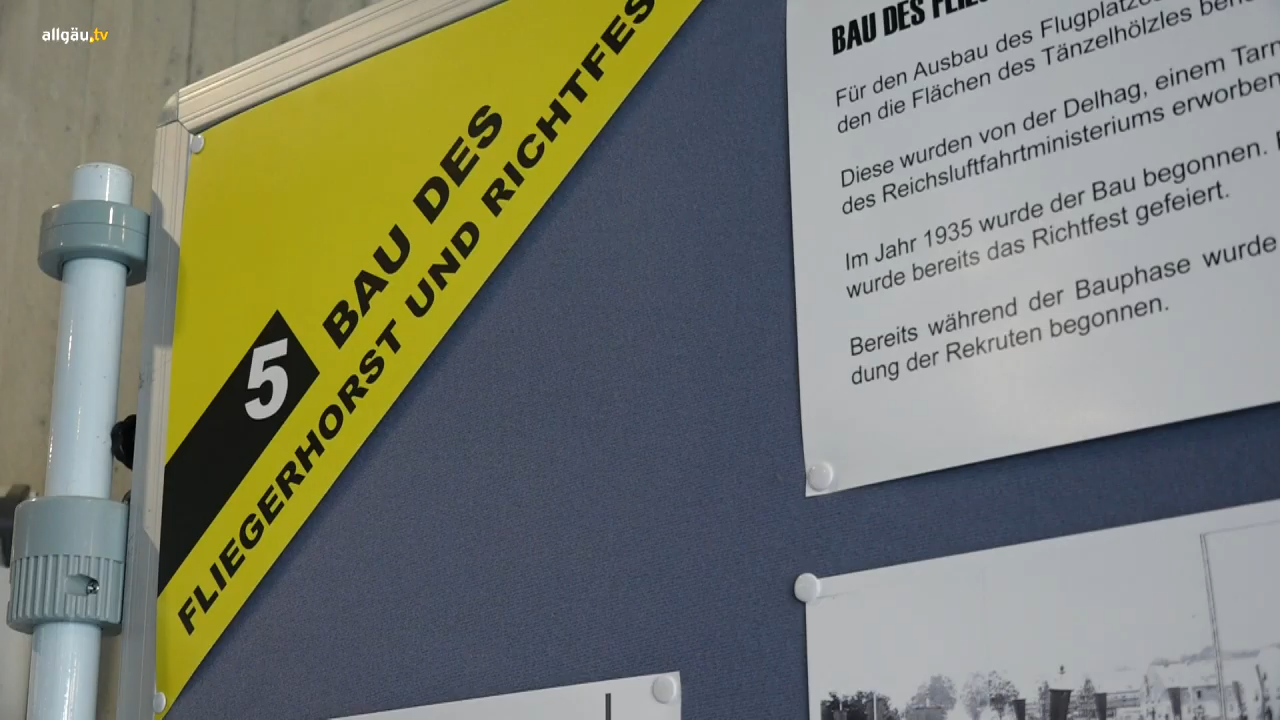 allgäu.tv
5
BAU DES
FLIEGERHORST UND RICHTFES
BAU DES
Für den Ausbau des Flugplatzes
den die Flächen des Tänzelhölzles
Diese wurden von der Delhag, einem
des Reichsluftfahrtministeriums erworben
Im Jahr 1935 wurde der Bau begonnen.
wurde bereits das Richtfest gefeiert.
Bereits während der Bauphase wurde
dung der Rekruten begonnen.